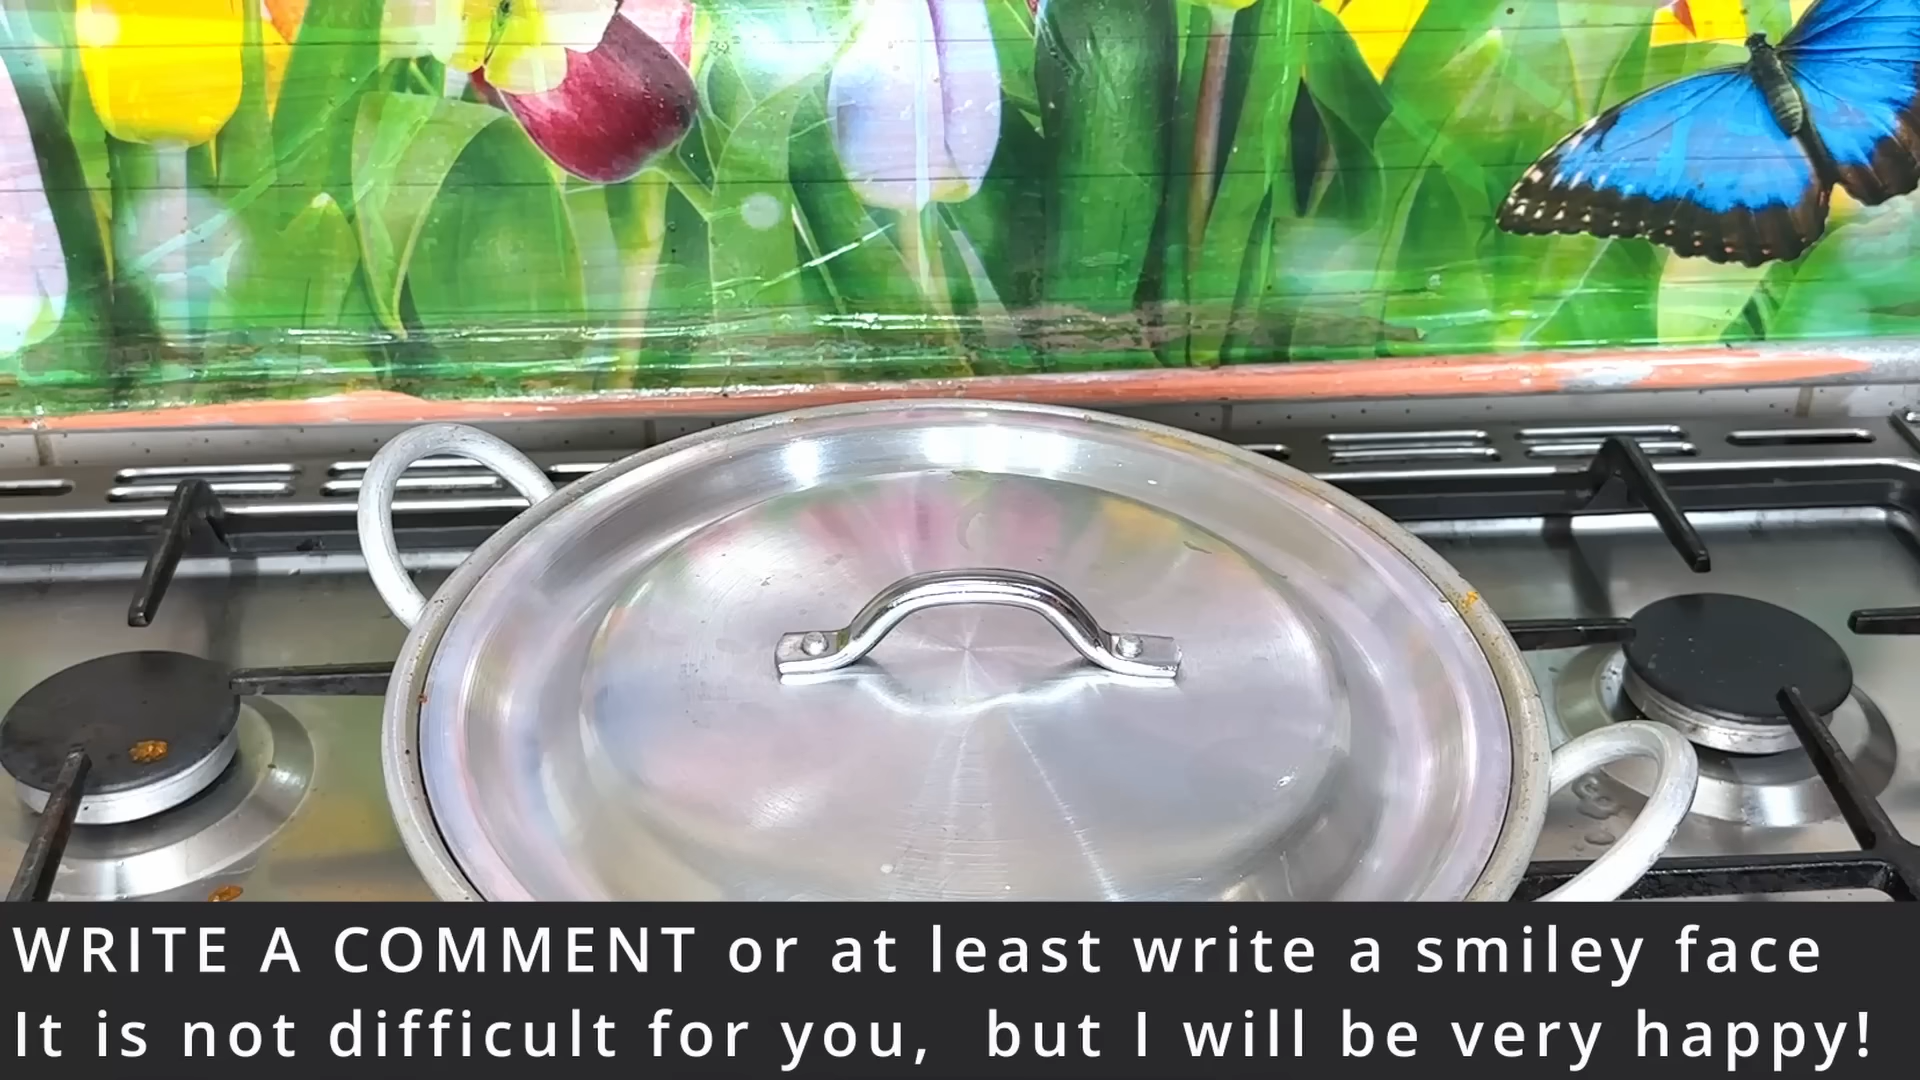 WRITE A COMMENT or at least write a smiley face
It is not difficult for you, but I will be very happy!